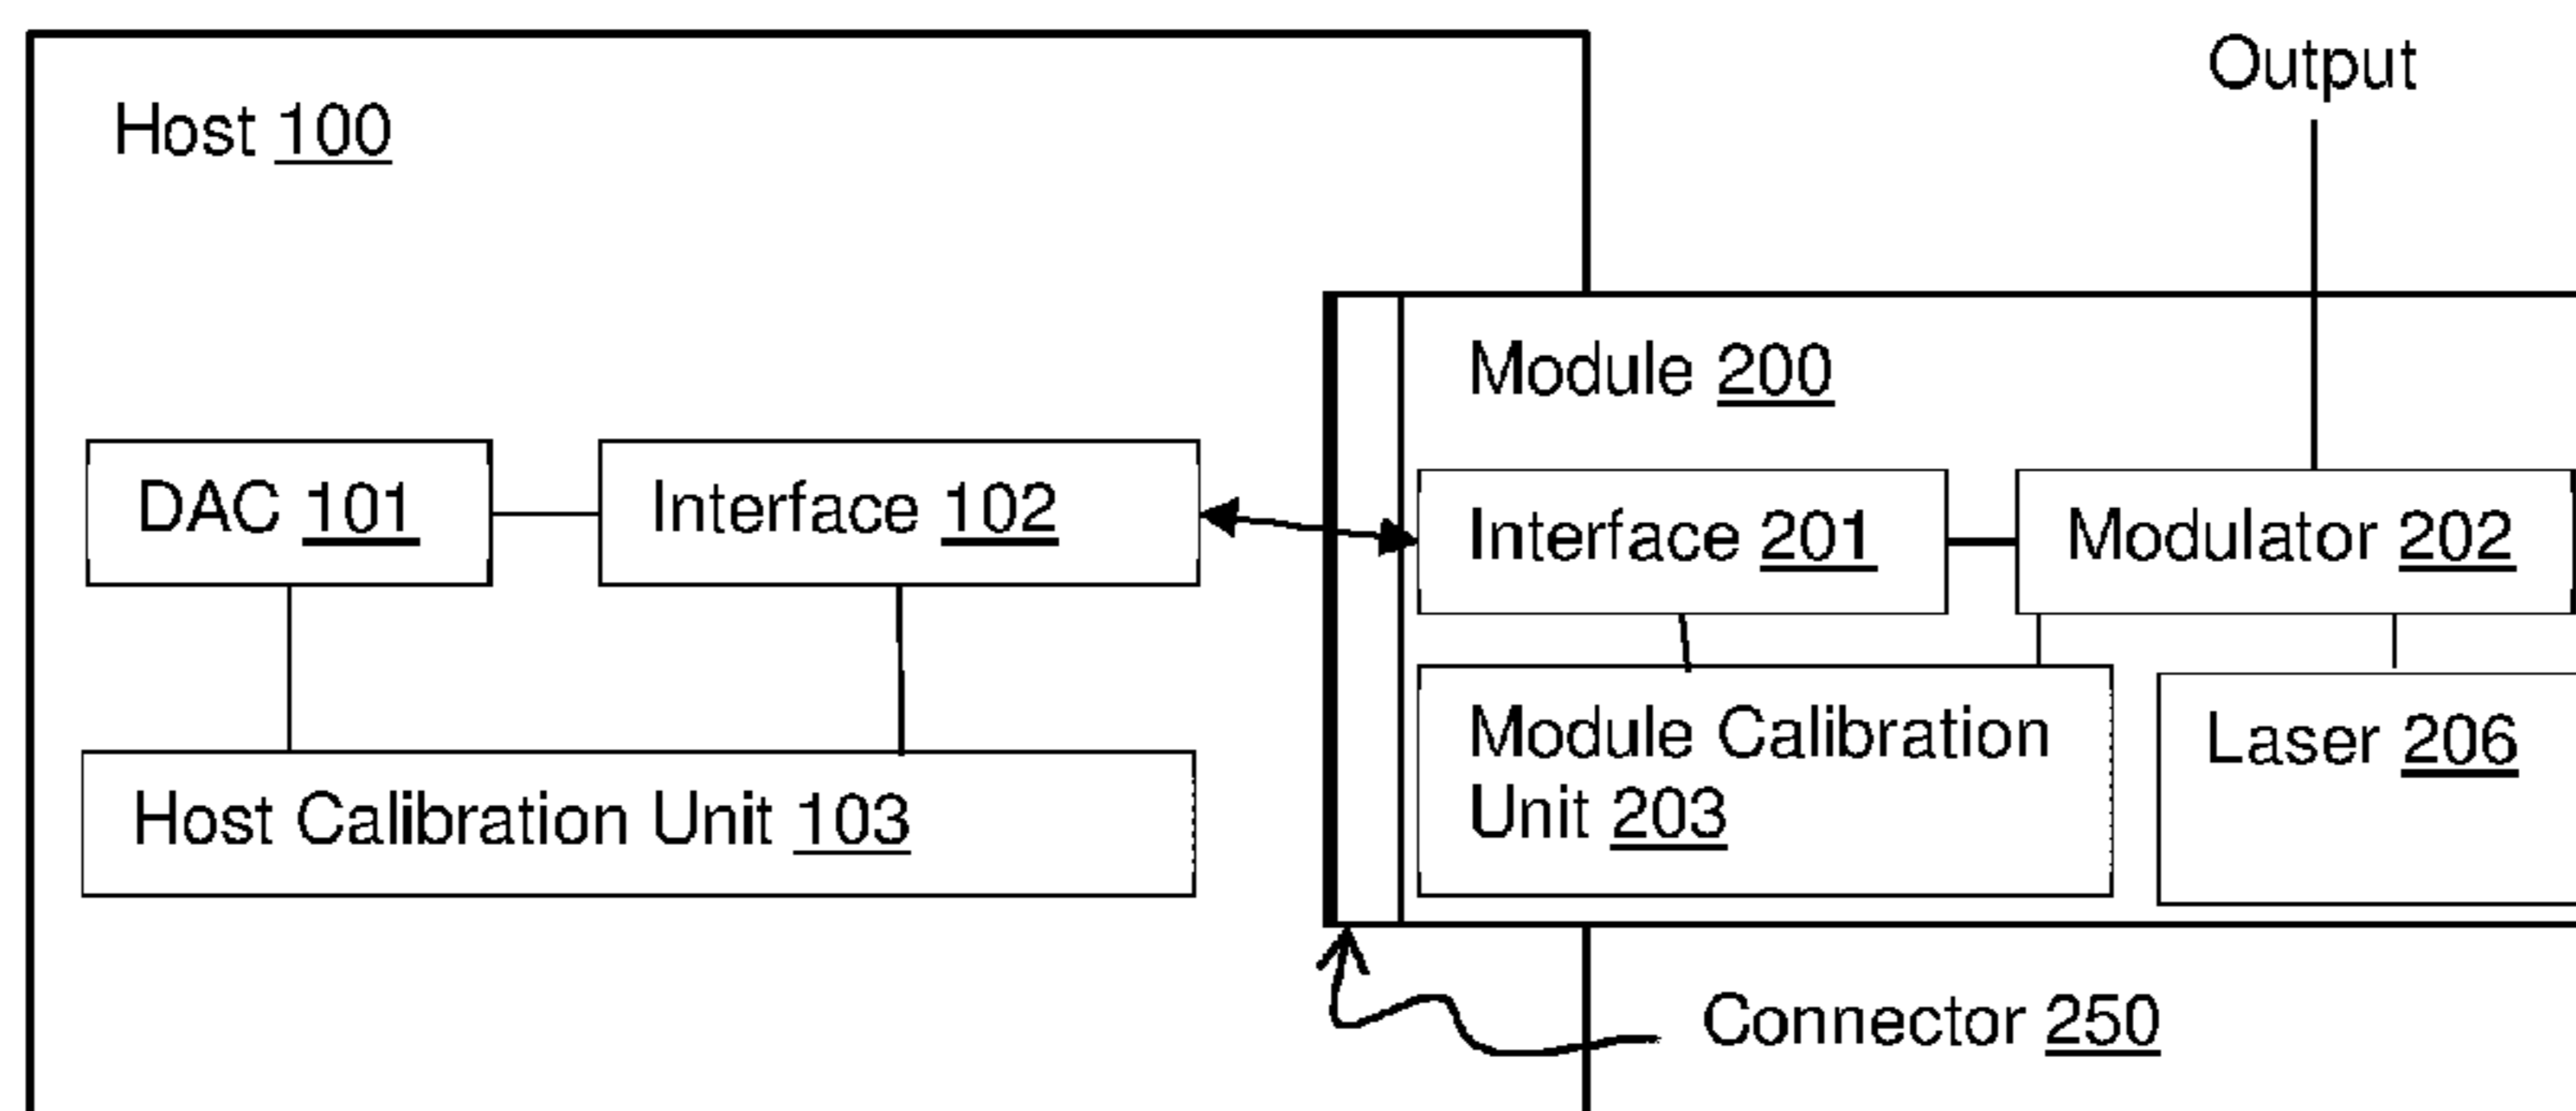 Output
Host 100
Module 200
DAC 101
Interface 102
Interface 201
Modulator 202
Module Calibration
Unit 203
Laser 206
Host Calibration Unit 103
Connector 250